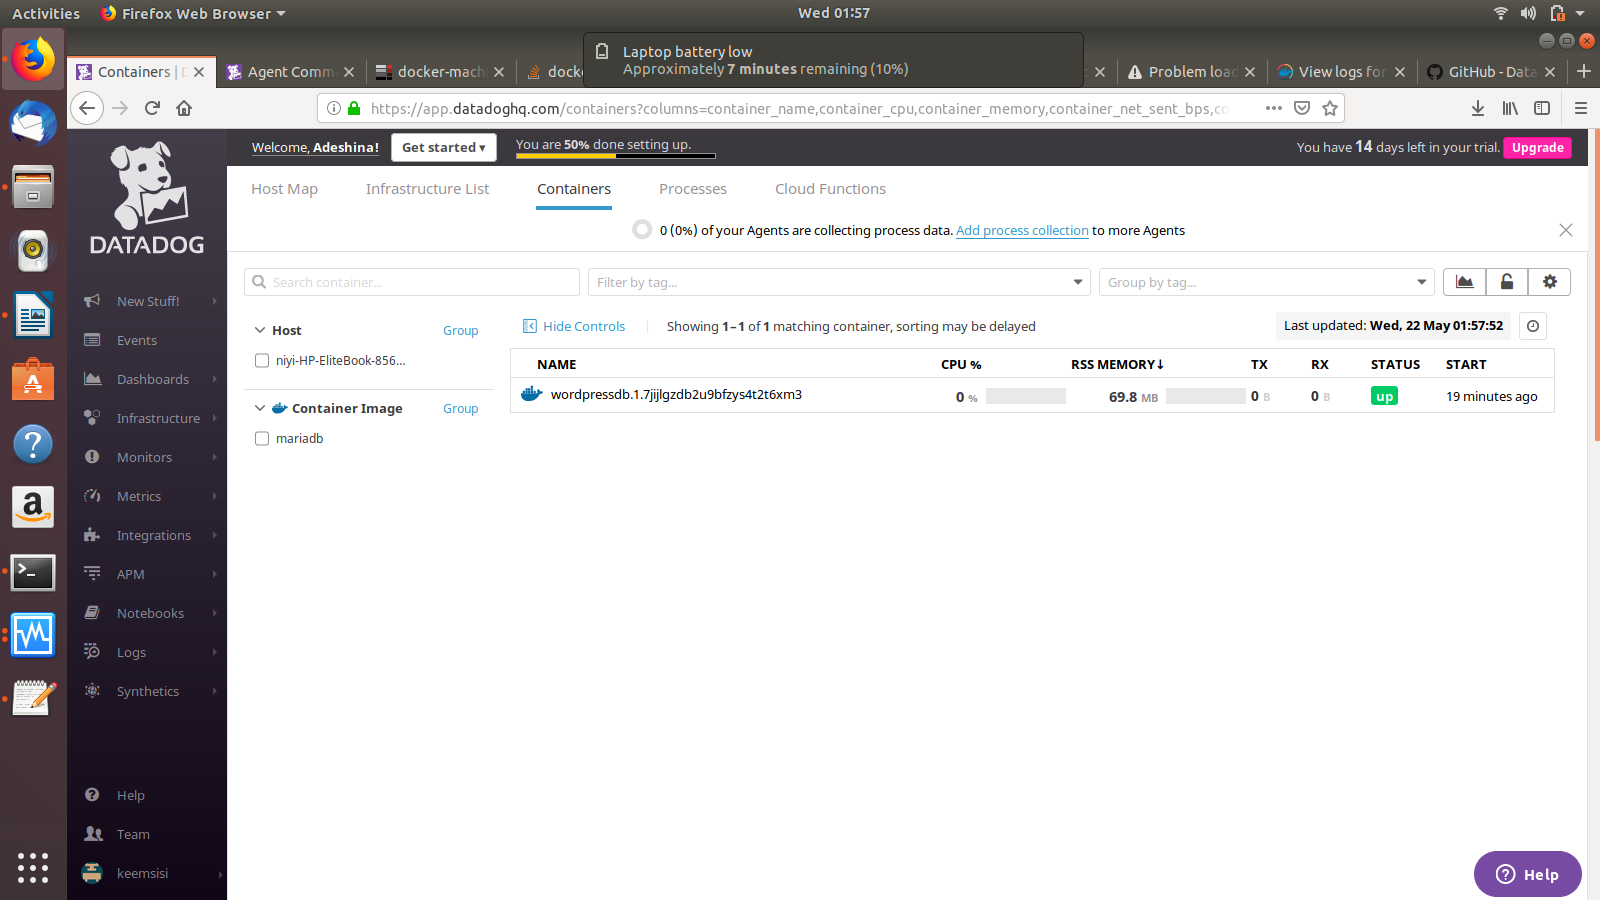 Activities
Firefox Web Browser
Wed 01:57
Laptop battery low
Approximately 7 minutes remaining (10%)
Containers | D
Agent Comm
docker-mach
docke
Problem load
View logs for
GitHub - Data
https://app.datadoghq.com/containers?columns=container_name,container_cpu,container_memory,container_net_sent_bps,co
DATADOG
Welcome, Adeshina!
Get started ▾
You are 50% done setting up.
You have 14 days left in your trial.
Upgrade
Host Map
Infrastructure List
Containers
Processes
Cloud Functions
0 (0%) of your Agents are collecting process data. Add process collection to more Agents
Search container...
Filter by tag...
Group by tag...
New Stuff!
Events
Dashboards
Infrastructure
Monitors
Metrics
Integrations
APM
Notebooks
Logs
Synthetics
Help
Team
keemsisi
Host
Group
niyi-HP-EliteBook-856...
Container Image
Group
mariadb
Hide Controls
Showing 1–1 of 1 matching container, sorting may be delayed
Last updated: Wed, 22 May 01:57:52
NAME CPU % RSS MEMORY↓ TX RX STATUS START
wordpressdb.1.7jijlgzdb2u9bfzys4t2t6xm3 0 % 69.8 MB 0 B 0 B up 19 minutes ago
Help